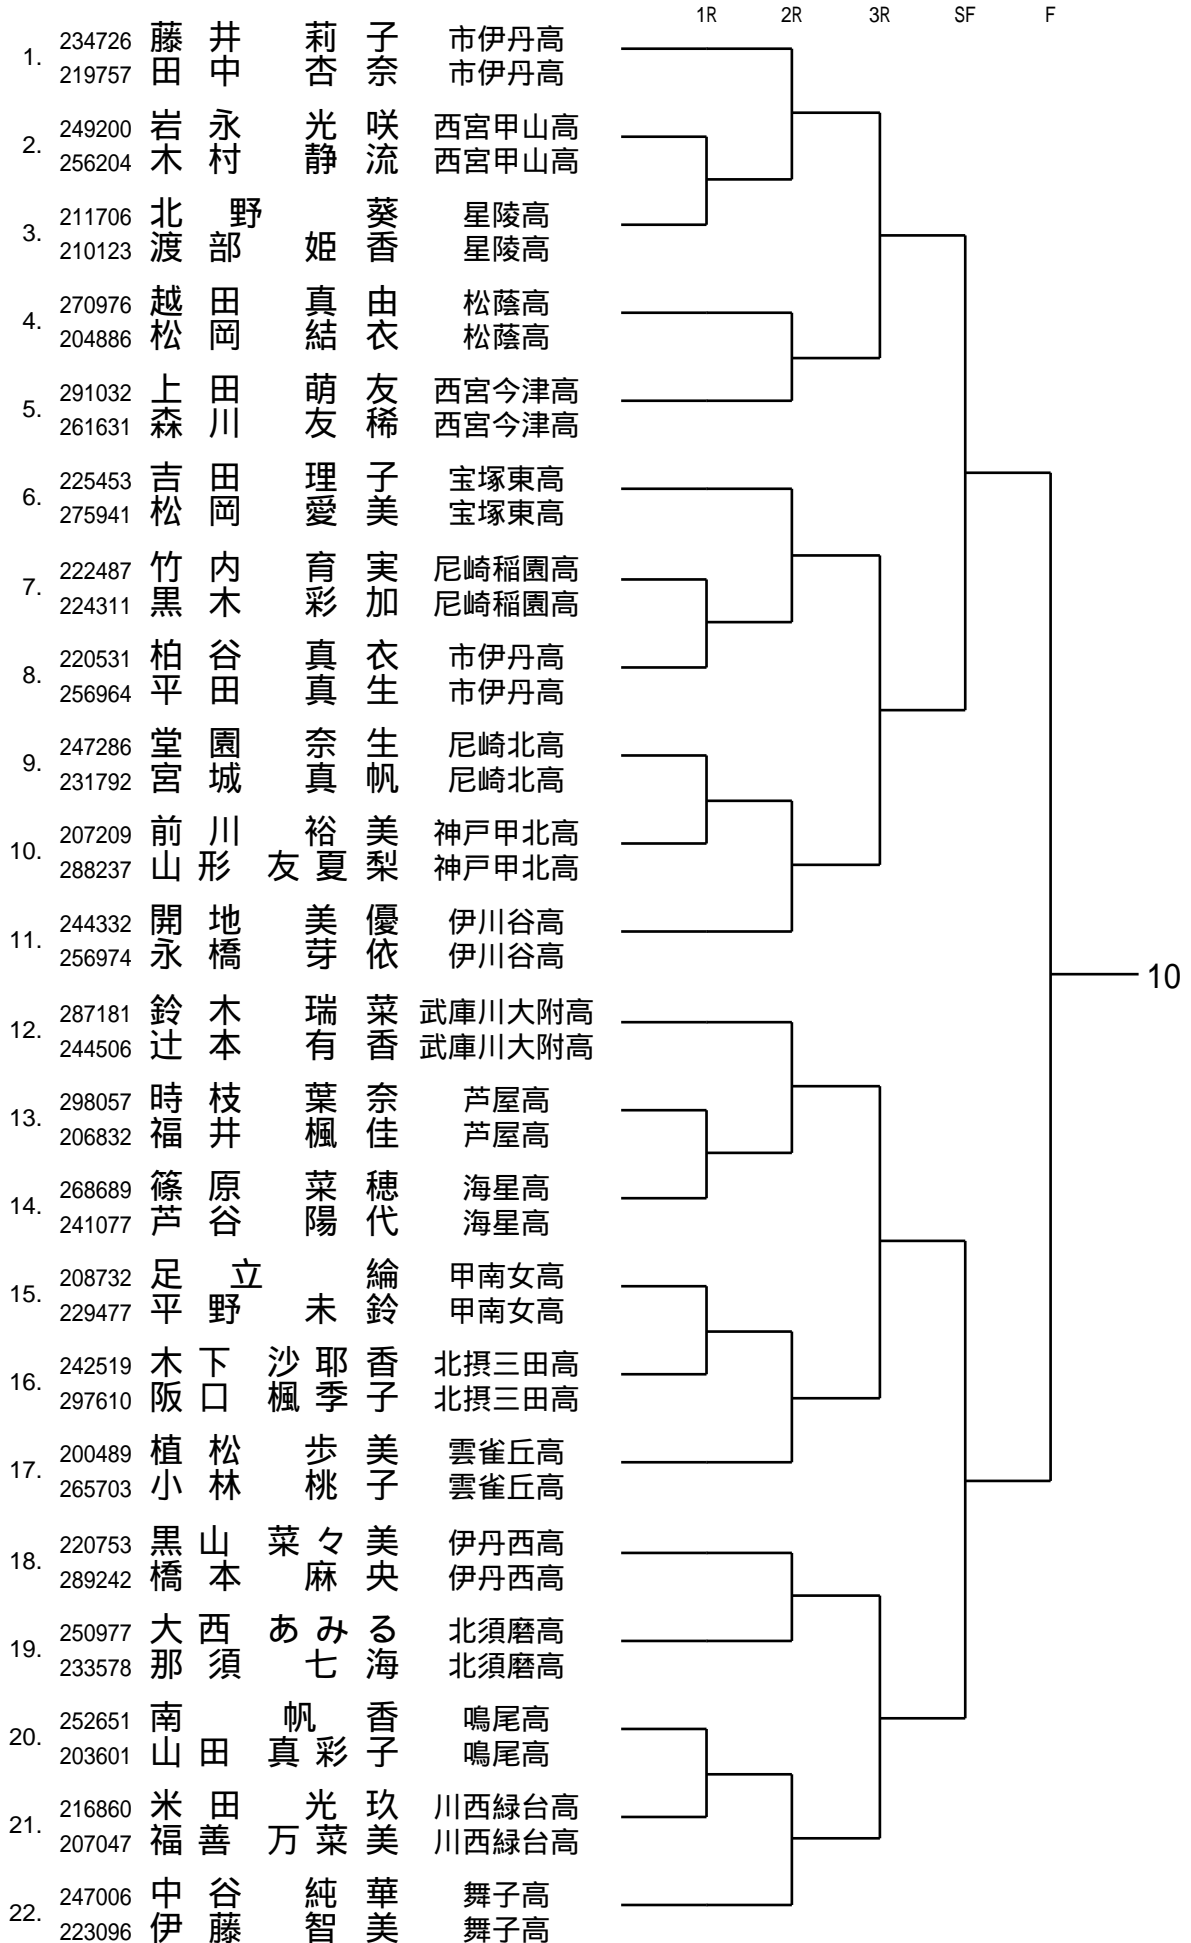 1R 2R 3R SF F
1.
234726 藤井 莉子 市伊丹高
219757 田中 杏奈 市伊丹高
2.
249200 岩永 光咲 西宮甲山高
256204 木村 静流 西宮甲山高
3.
211706 北野 葵 星陵高
210123 渡部 姫香 星陵高
4.
270976 越田 真由 松蔭高
204886 松岡 結衣 松蔭高
5.
291032 上田 萌友 西宮今津高
261631 森川 友稀 西宮今津高
6.
225453 吉田 理子 宝塚東高
275941 松岡 愛美 宝塚東高
7.
222487 竹内 育実 尼崎稲園高
224311 黒木 彩加 尼崎稲園高
8.
220531 柏谷 真衣 市伊丹高
256964 平田 真生 市伊丹高
9.
247286 堂園 奈生 尼崎北高
231792 宮城 真帆 尼崎北高
10.
207209 前川 裕美 神戸甲北高
288237 山形 友夏梨 神戸甲北高
11.
244332 開地 美優 伊川谷高
256974 永橋 芽依 伊川谷高
10
12.
287181 鈴木 瑞菜 武庫川大附高
244506 辻本 有香 武庫川大附高
13.
298057 時枝 葉奈 芦屋高
206832 福井 楓佳 芦屋高
14.
268689 篠原 菜穂 海星高
241077 芦谷 陽代 海星高
15.
208732 足立 綸 甲南女高
229477 平野 未鈴 甲南女高
16.
242519 木下 沙耶香 北摂三田高
297610 阪口 楓季子 北摂三田高
17.
200489 植松 歩美 雲雀丘高
265703 小林 桃子 雲雀丘高
18.
220753 黒山 菜々美 伊丹西高
289242 橋本 麻央 伊丹西高
19.
250977 大西 あみる 北須磨高
233578 那須 七海 北須磨高
20.
252651 南 帆香 鳴尾高
203601 山田 真彩子 鳴尾高
21.
216860 米田 光玖 川西緑台高
207047 福善 万菜美 川西緑台高
22.
247006 中谷 純華 舞子高
223096 伊藤 智美 舞子高